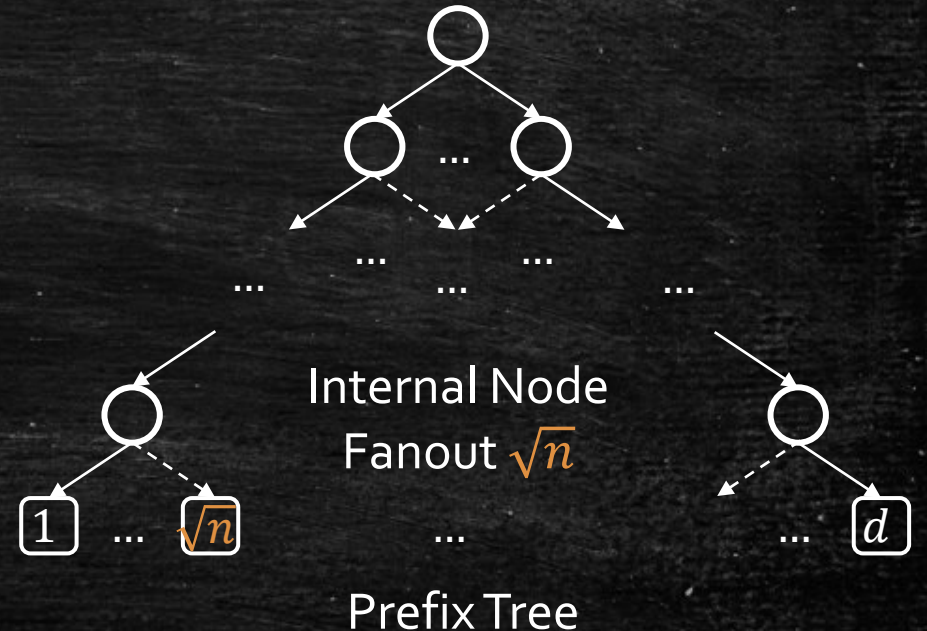 ...
... ...
... ... ...
Internal Node
Fanout √n
1 ... √n ... ... d
Prefix Tree